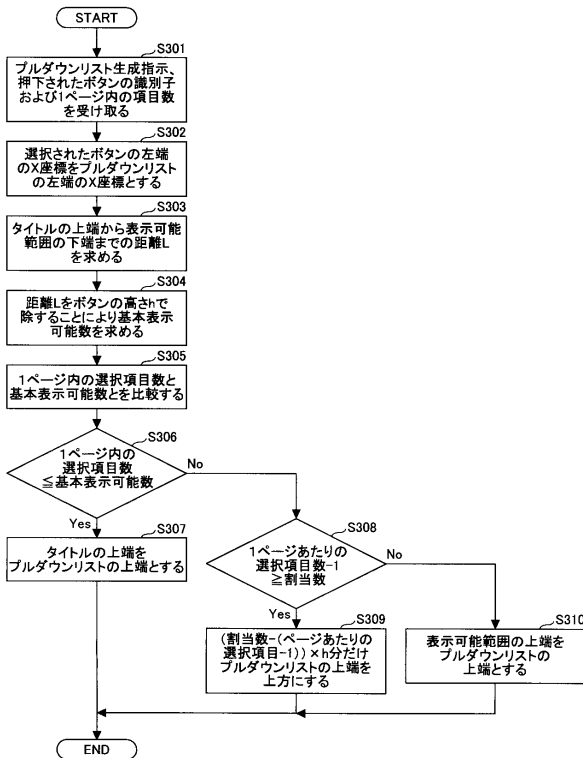 START
S301
プルダウンリスト生成指示、
押下されたボタンの識別子
および1ページ内の項目数
を受け取る
S302
選択されたボタンの左端
のX座標をプルダウンリスト
の左端のX座標とする
S303
タイトルの上端から表示可能
範囲の下端までの距離L
を求める
S304
距離Lをボタンの高さhで
除することにより基本表示
可能数を求める
S305
1ページ内の選択項目数と
基本表示可能数とを比較する
S306
1ページ内の
選択項目数
≦基本表示可能数
No
Yes
S307
タイトルの上端を
プルダウンリストの上端とする
S308
1ページあたりの
選択項目数-1
≧割当数
No
Yes
S309
(割当数-(ページあたりの
選択項目-1))×h分だけ
プルダウンリストの上端を
上方にする
S310
表示可能範囲の上端を
プルダウンリストの
上端とする
END